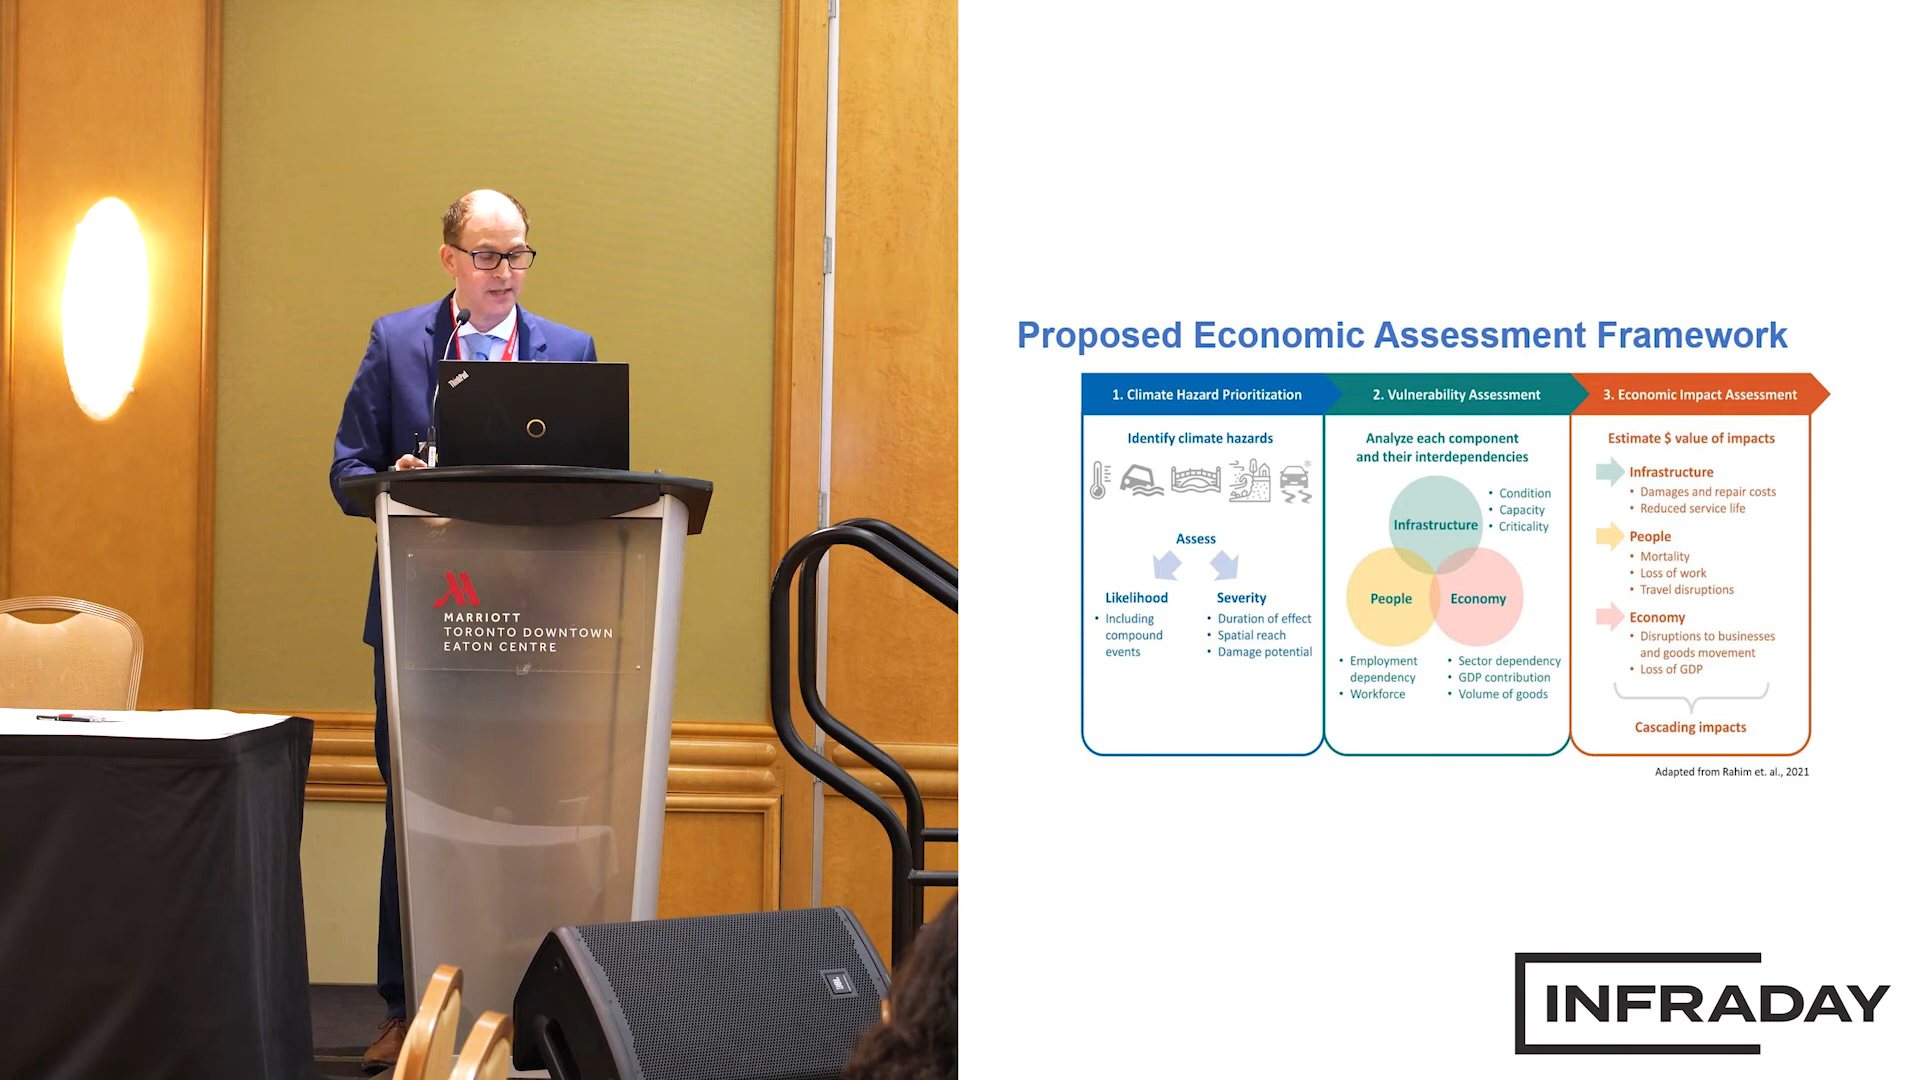 ThinkPad
MARRIOTT
TORONTO DOWNTOWN
EATON CENTRE
JBL
Proposed Economic Assessment Framework
1. Climate Hazard Prioritization
Identify climate hazards
Assess
Likelihood
• Including
compound
events
Severity
• Duration of effect
• Spatial reach
• Damage potential
2. Vulnerability Assessment
Analyze each component
and their interdependencies
Infrastructure
• Condition
• Capacity
• Criticality
People
Economy
• Employment
dependency
• Workforce
• Sector dependency
• GDP contribution
• Volume of goods
3. Economic Impact Assessment
Estimate $ value of impacts
Infrastructure
• Damages and repair costs
• Reduced service life
People
• Mortality
• Loss of work
• Travel disruptions
Economy
• Disruptions to businesses
and goods movement
• Loss of GDP
Cascading impacts
Adapted from Rahim et. al., 2021
INFRADAY